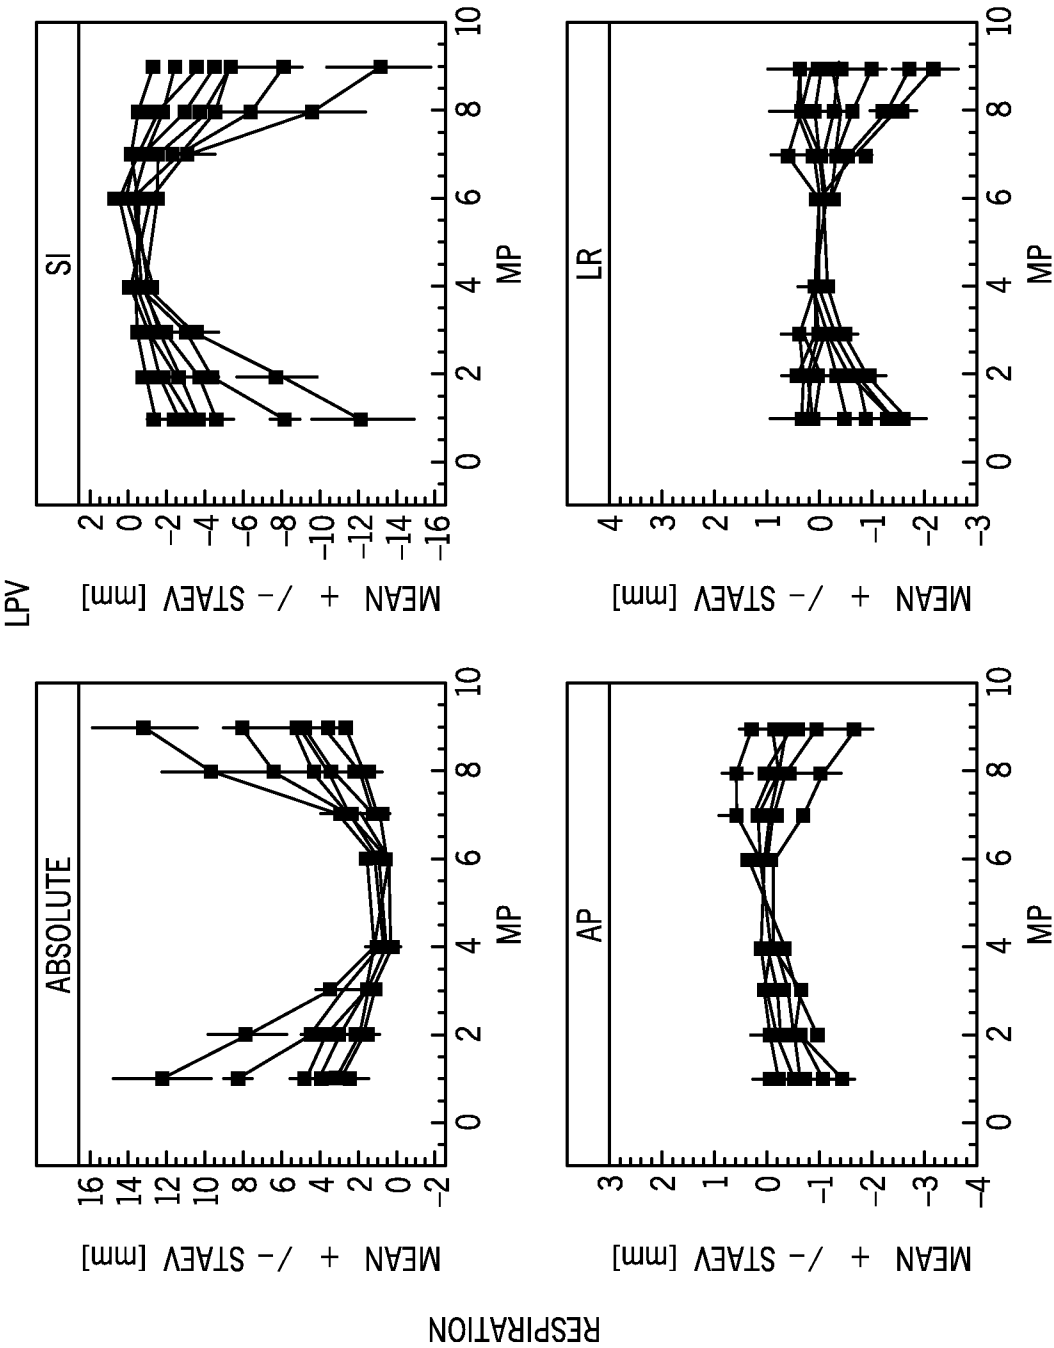 LPV
RESPIRATION
ABSOLUTE
MEAN + /- STAEV [mm]
16
14
12
10
8
6
4
2
0
-2
0 2 4 6 8 10
MP
SI
MEAN + /- STAEV [mm]
2
0
-2
-4
-6
-8
-10
-12
-14
-16
0 2 4 6 8 10
MP
AP
MEAN + /- STAEV [mm]
3
2
1
0
-1
-2
-3
-4
0 2 4 6 8 10
MP
LR
MEAN + /- STAEV [mm]
4
3
2
1
0
-1
-2
-3
0 2 4 6 8 10
MP